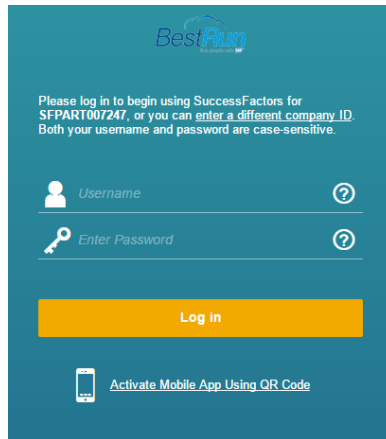 BestRun
Please log in to begin using SuccessFactors for
SFPART007247, or you can enter a different company ID.
Both your username and password are case-sensitive.
Username
?
Enter Password
?
Log in
Activate Mobile App Using QR Code